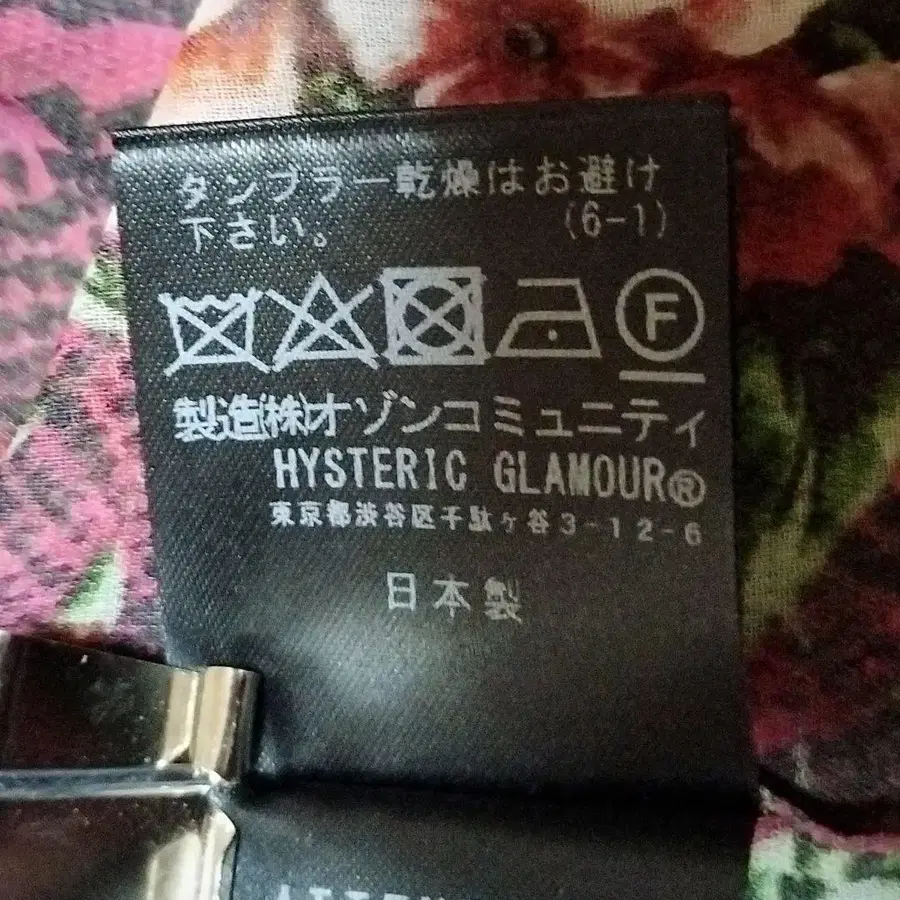 タンブラー乾燥はお避け
下さい。 (6-1)
F
製造(株)オゾンコミュニティ
HYSTERIC GLAMOUR®
東京都渋谷区千駄ヶ谷3-12-6
日本製